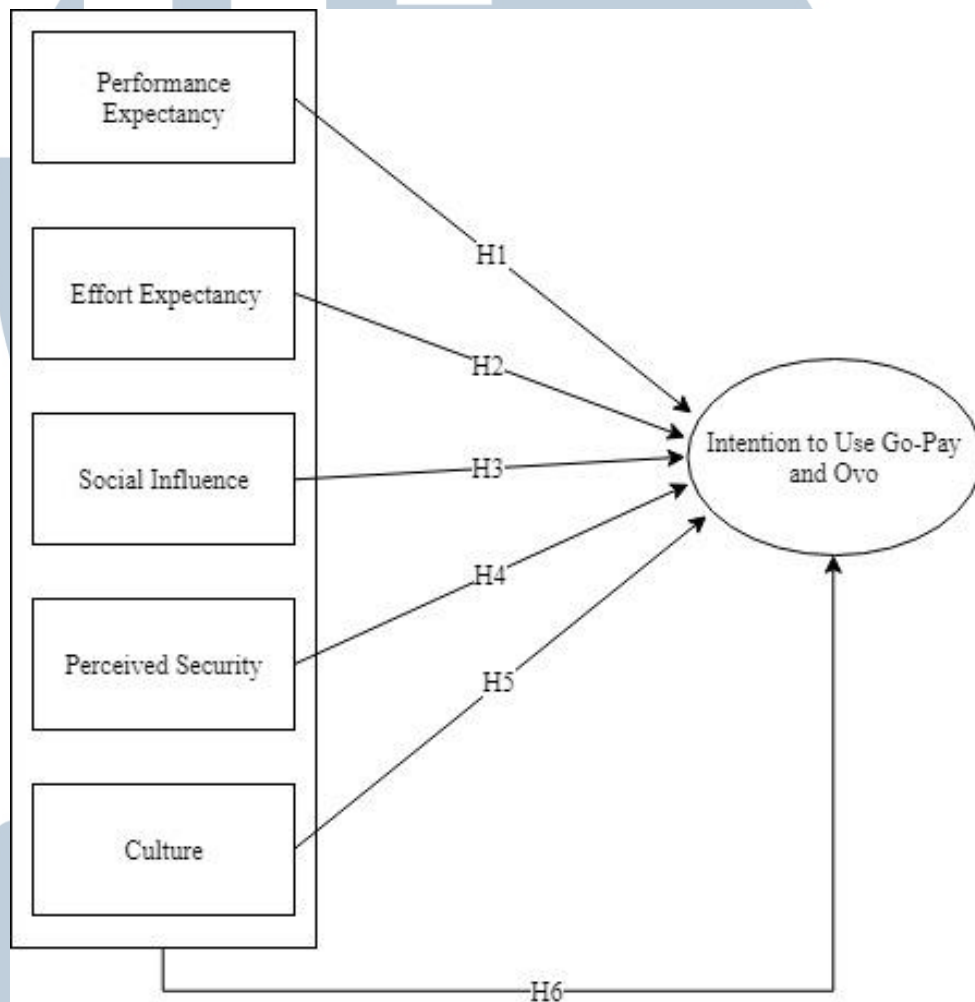 Performance
Expectancy
H1
Effort Expectancy
H2
Intention to Use Go-Pay
and Ovo
Social Influence
H3
H4
Perceived Security
H5
Culture
H6